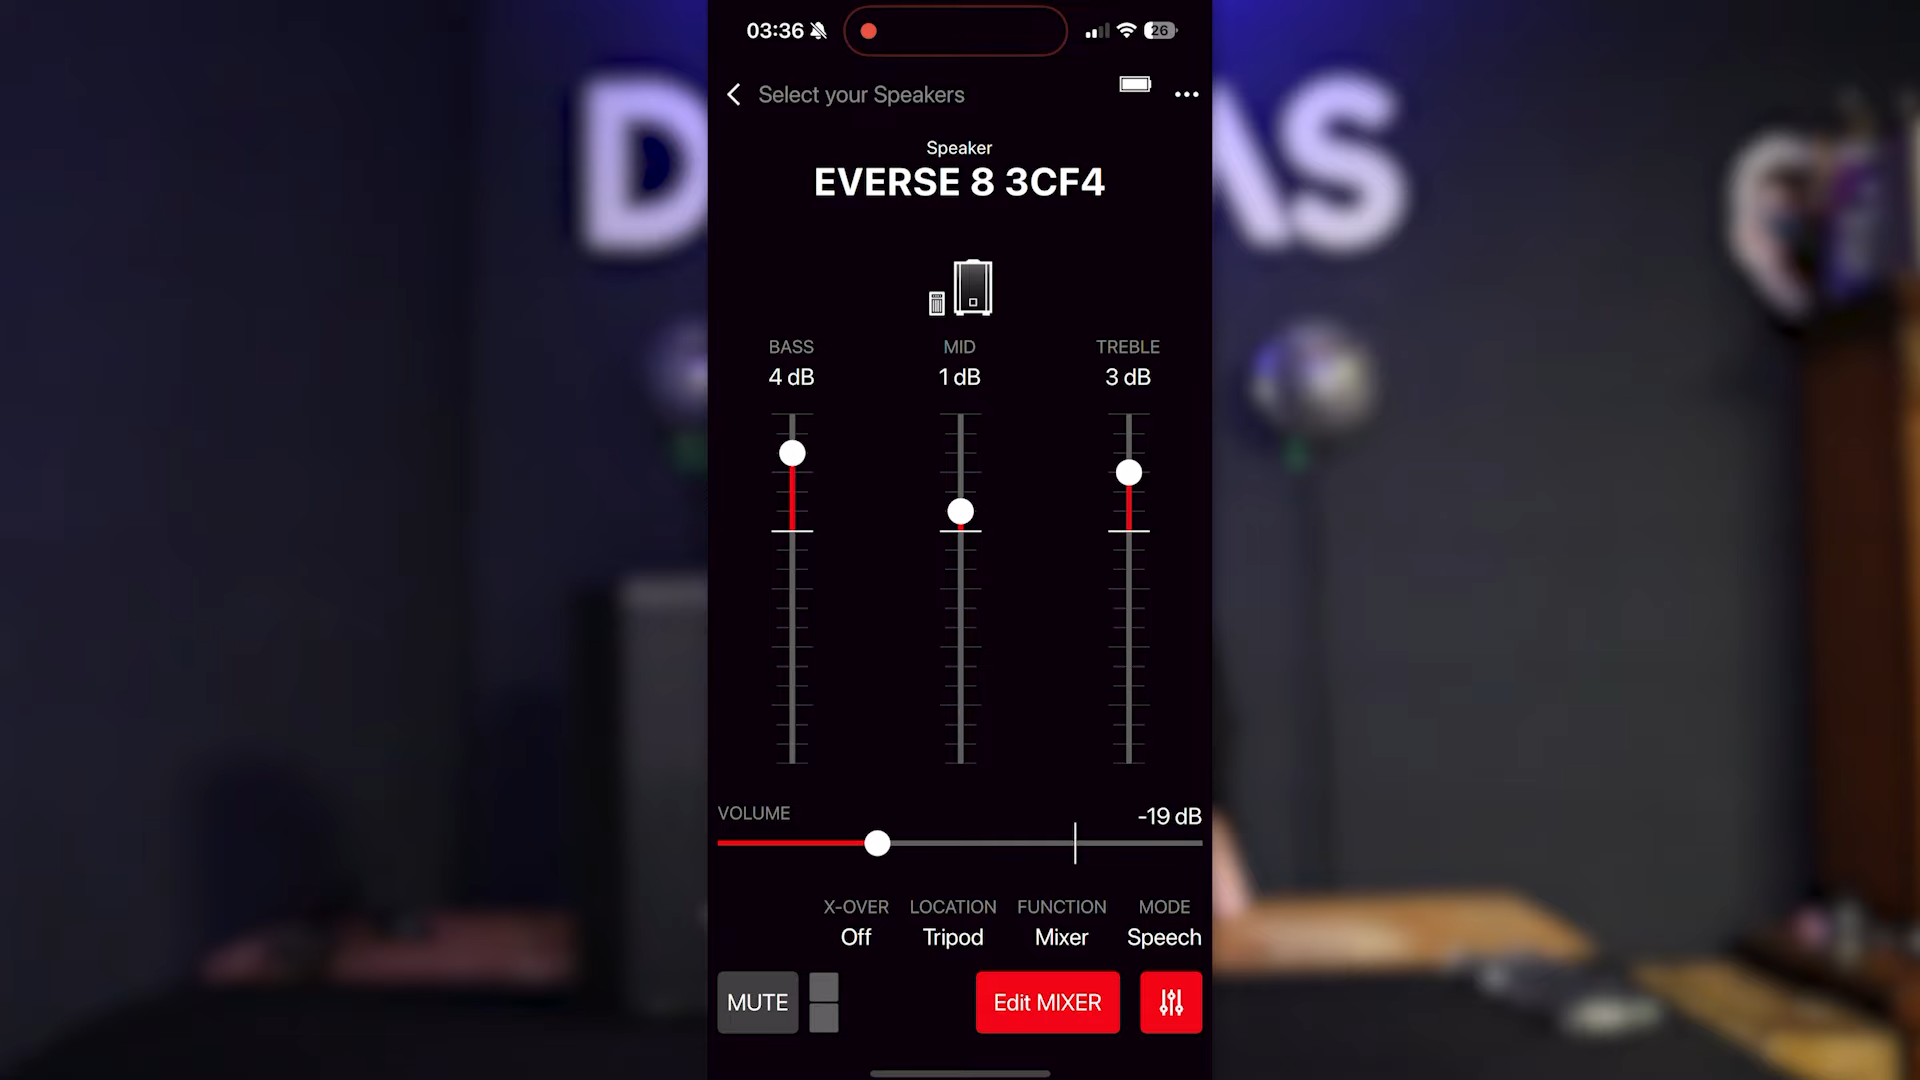 03:36
26
Select your Speakers
Speaker
EVERSE 8 3CF4
BASS MID TREBLE
4 dB 1 dB 3 dB
VOLUME -19 dB
X-OVER LOCATION FUNCTION MODE
Off Tripod Mixer Speech
MUTE Edit MIXER